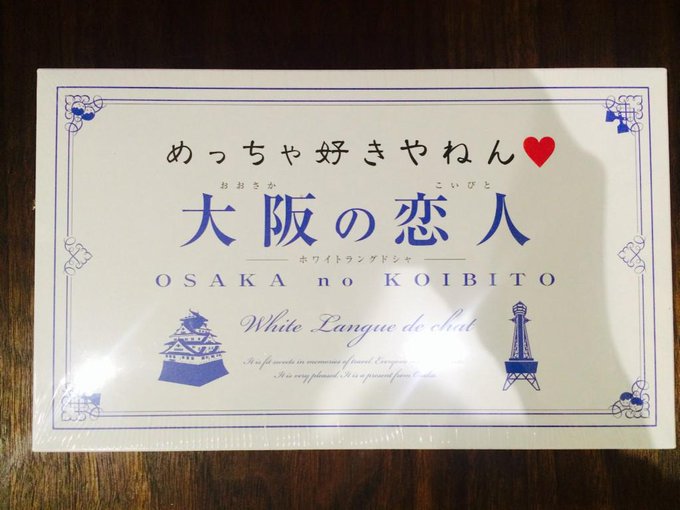 めっちゃ好きやねん♥
おおさか こいびと
大阪の恋人
ホワイトラングドシャ
OSAKA no KOIBITO
White Langue de chat
It is fit sweets in memories of travel. Everyone
It is very pleased. It is a present from Osaka.